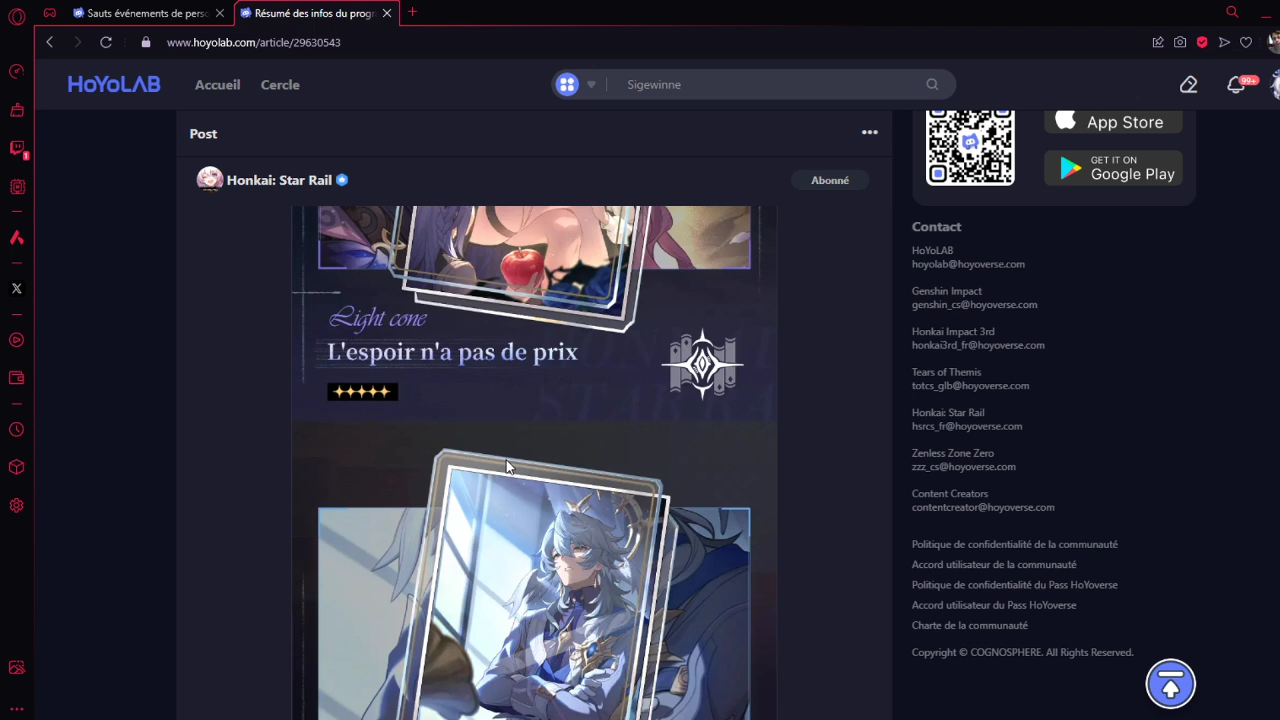 Sauts événements de perso
Résumé des infos du progr
www.hoyolab.com/article/29630543
HoYoLAB
Accueil
Cercle
Sigewinne
99+
Post
Honkai: Star Rail
Abonné
Light cone
L'espoir n'a pas de prix
App Store
GET IT ON
Google Play
Contact
HoYoLAB
hoyolab@hoyoverse.com
Genshin Impact
genshin_cs@hoyoverse.com
Honkai Impact 3rd
honkai3rd_fr@hoyoverse.com
Tears of Themis
totcs_glb@hoyoverse.com
Honkai: Star Rail
hsrcs_fr@hoyoverse.com
Zenless Zone Zero
zzz_cs@hoyoverse.com
Content Creators
contentcreator@hoyoverse.com
Politique de confidentialité de la communauté
Accord utilisateur de la communauté
Politique de confidentialité du Pass HoYoverse
Accord utilisateur du Pass HoYoverse
Charte de la communauté
Copyright © COGNOSPHERE. All Rights Reserved.